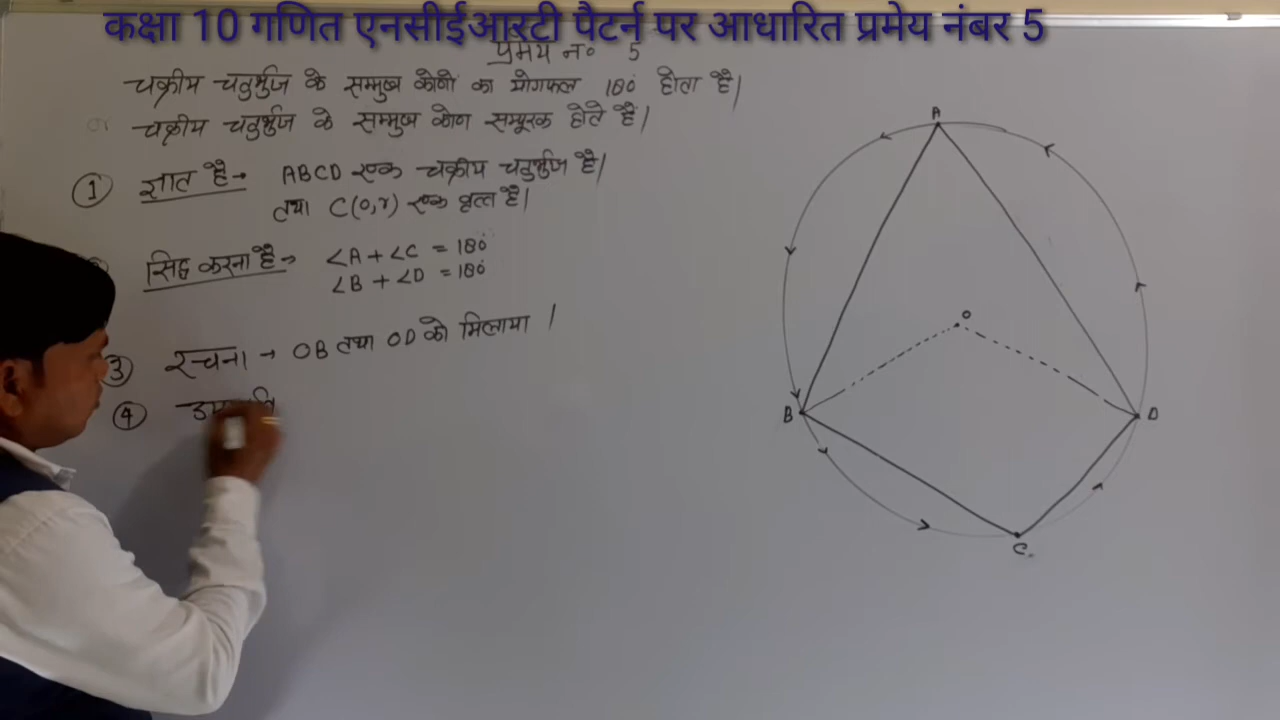 कक्षा 10 गणित एनसीईआरटी पैटर्न पर आधारित प्रमेय नंबर 5
प्रमेय न० 5
चक्रीय चतुर्भुज के सम्मुख कोणों का योगफल 180° होता है|
or चक्रीय चतुर्भुज के सम्मुख कोण सम्पूरक होते हैं|
① ज्ञात है→ ABCD एक चक्रीय चतुर्भुज है|
तथा C(O,r) एक वृत्त है|
सिद्ध करना है→ ∠A + ∠C = 180°
∠B + ∠D = 180°
③ रचना → OB तथा OD को मिलाया |
④
A
O
B
D
C